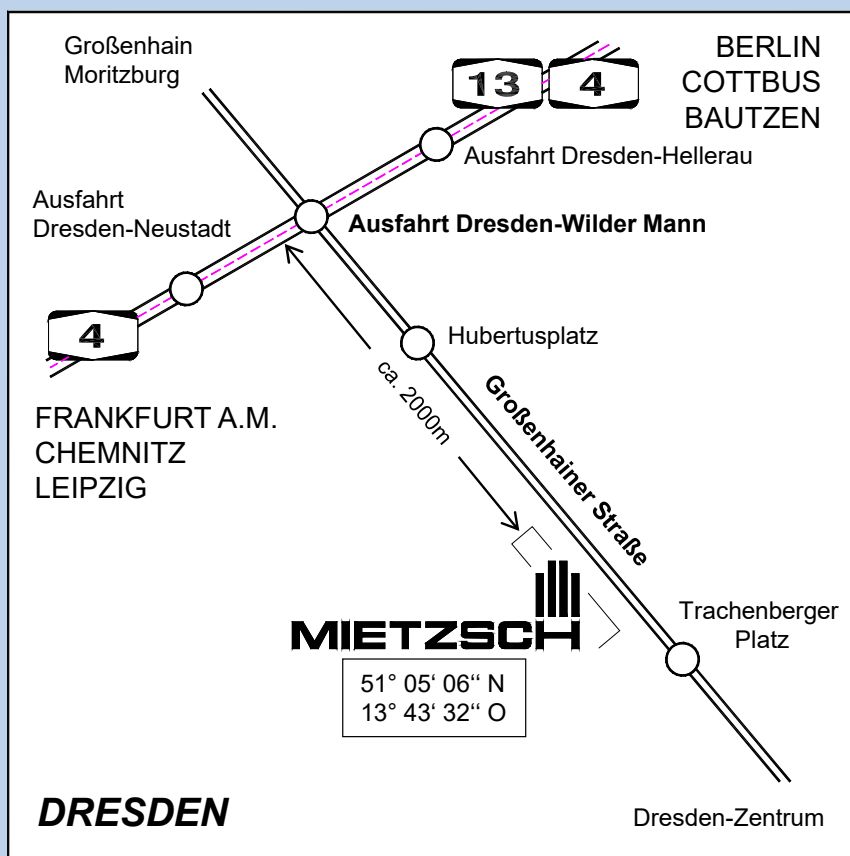 Großenhain
Moritzburg
13
4
BERLIN
COTTBUS
BAUTZEN
Ausfahrt Dresden-Hellerau
Ausfahrt
Dresden-Neustadt
Ausfahrt Dresden-Wilder Mann
4
Hubertusplatz
ca. 2000m
Großenhainer Straße
FRANKFURT A.M.
CHEMNITZ
LEIPZIG
MIETZSCH
51° 05‘ 06‘‘ N
13° 43‘ 32‘‘ O
Trachenberger
Platz
DRESDEN
Dresden-Zentrum